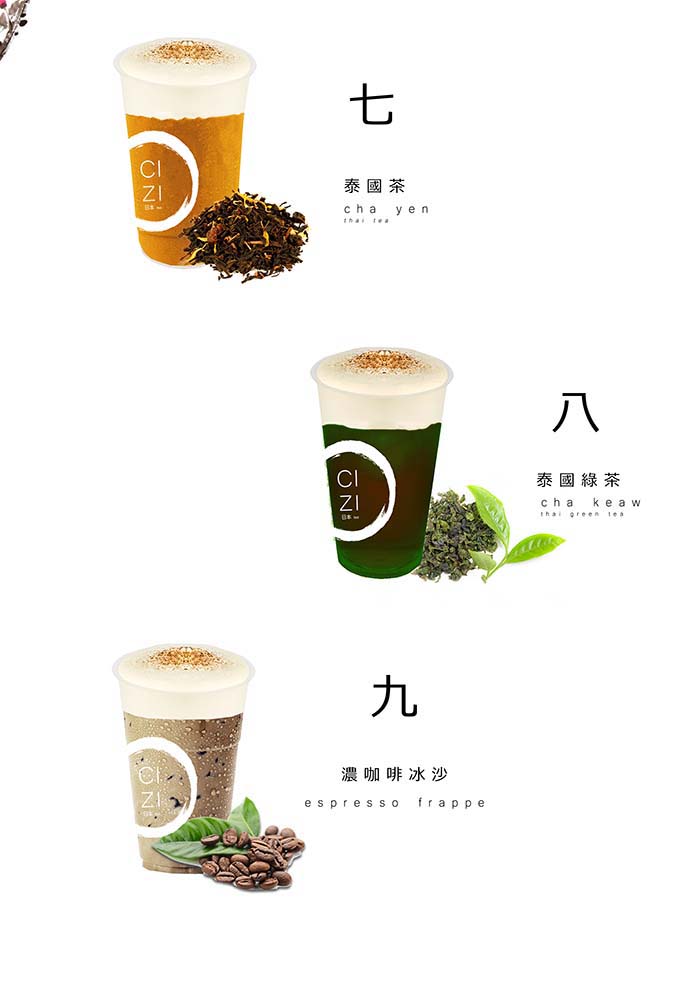 CI
ZI
日本 tea
七
泰國茶
cha yen
thai tea
CI
ZI
日本 tea
八
泰國綠茶
cha keaw
thai green tea
CI
ZI
日本
九
濃咖啡冰沙
espresso frappe